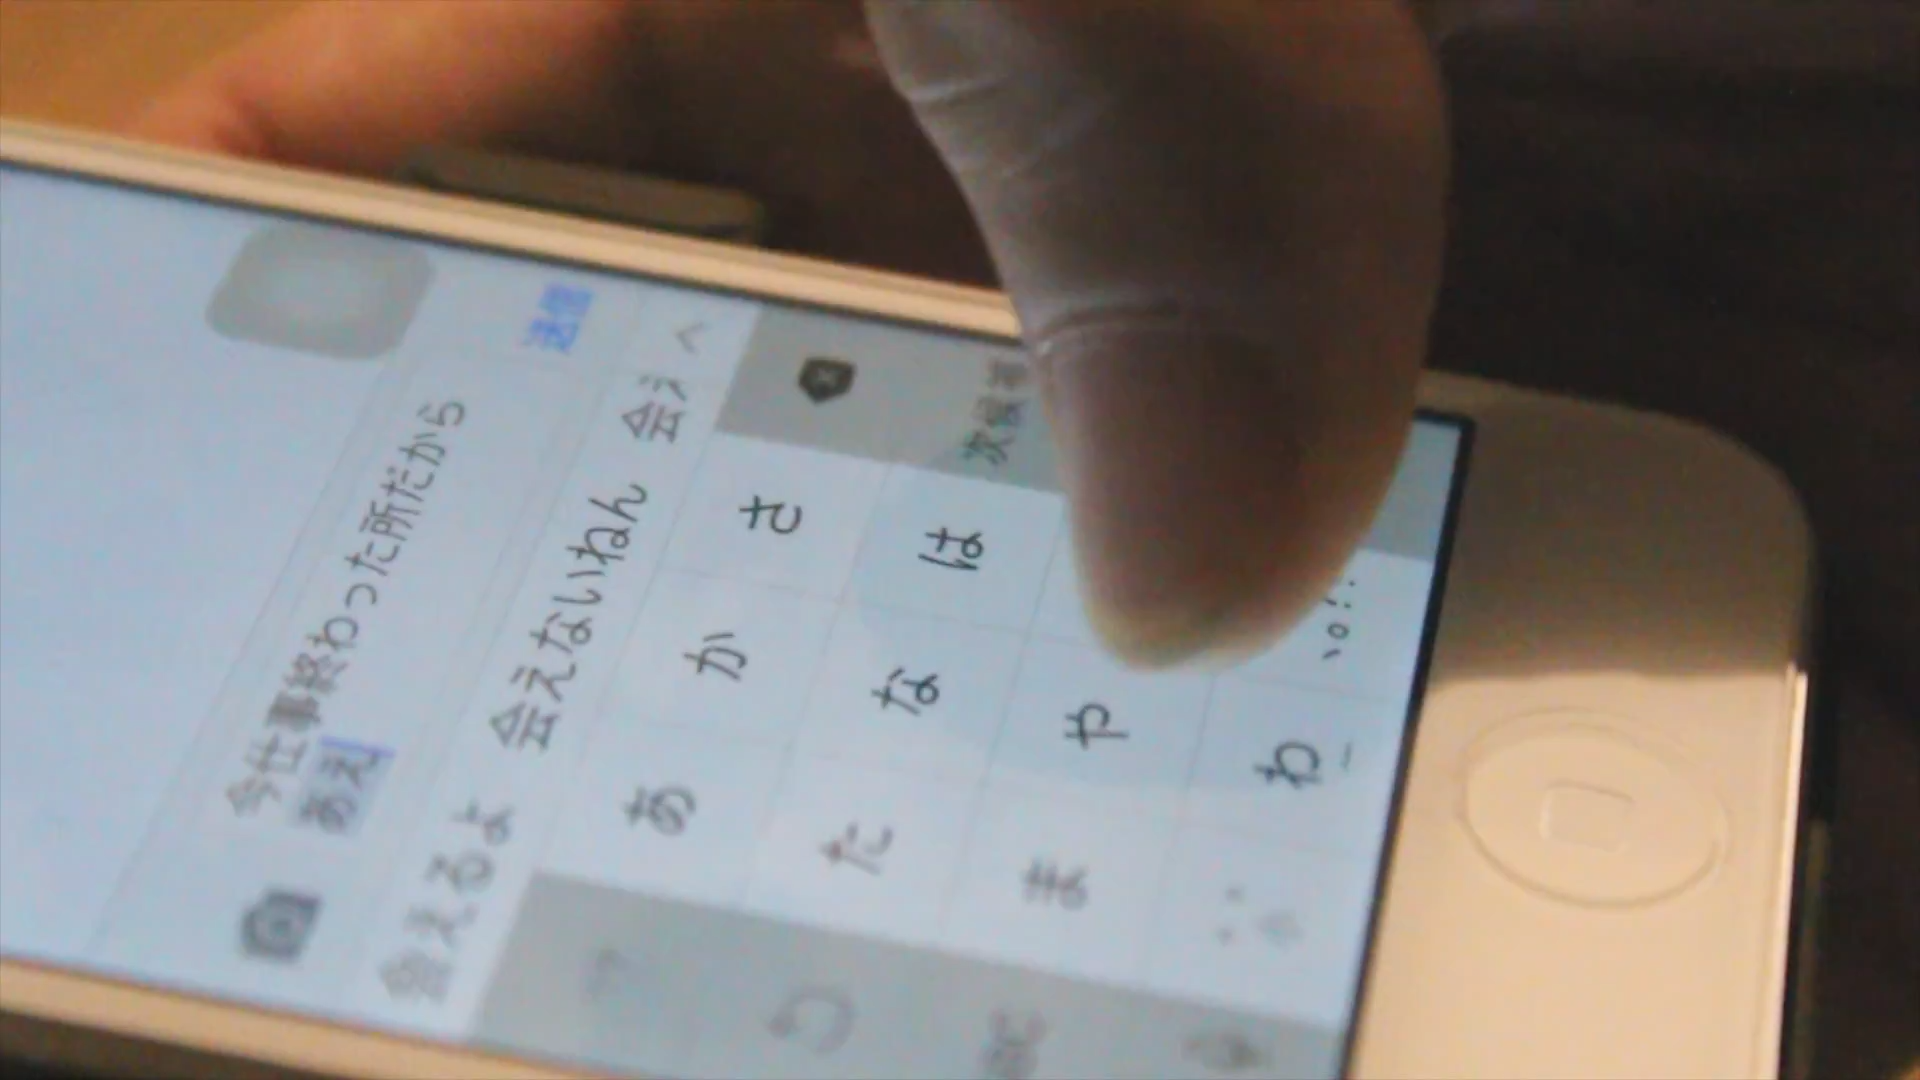 送信
今仕事終わった所だから
あえ
会えるよ 会えないねん 会え
あ か さ
た な は
次候補
ま や
わ 、。?!